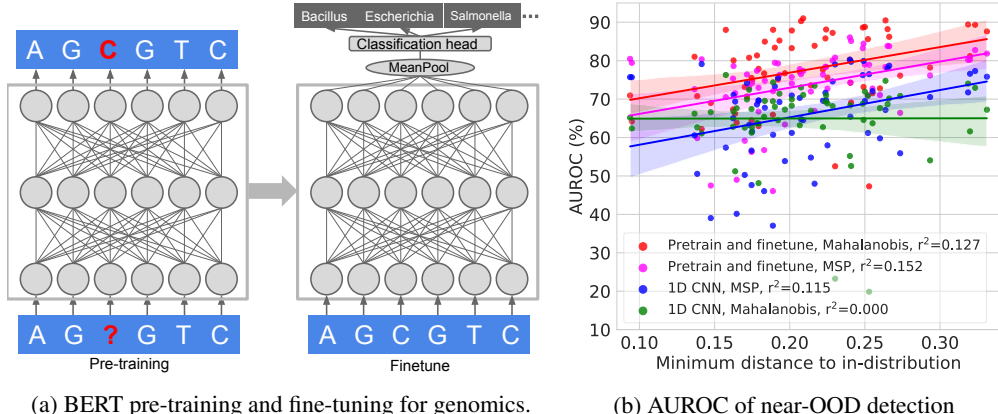 Bacillus Escherichia Salmonella ...
Classification head
MeanPool
A G C G T C
A G ? G T C
Pre-training
A G C G T C
Finetune
(a) BERT pre-training and fine-tuning for genomics.
AUROC (%)
90
80
70
60
50
40
30
20
10
Pretrain and finetune, Mahalanobis, r²=0.127
Pretrain and finetune, MSP, r²=0.152
1D CNN, MSP, r²=0.115
1D CNN, Mahalanobis, r²=0.000
0.10 0.15 0.20 0.25 0.30
Minimum distance to in-distribution
(b) AUROC of near-OOD detection